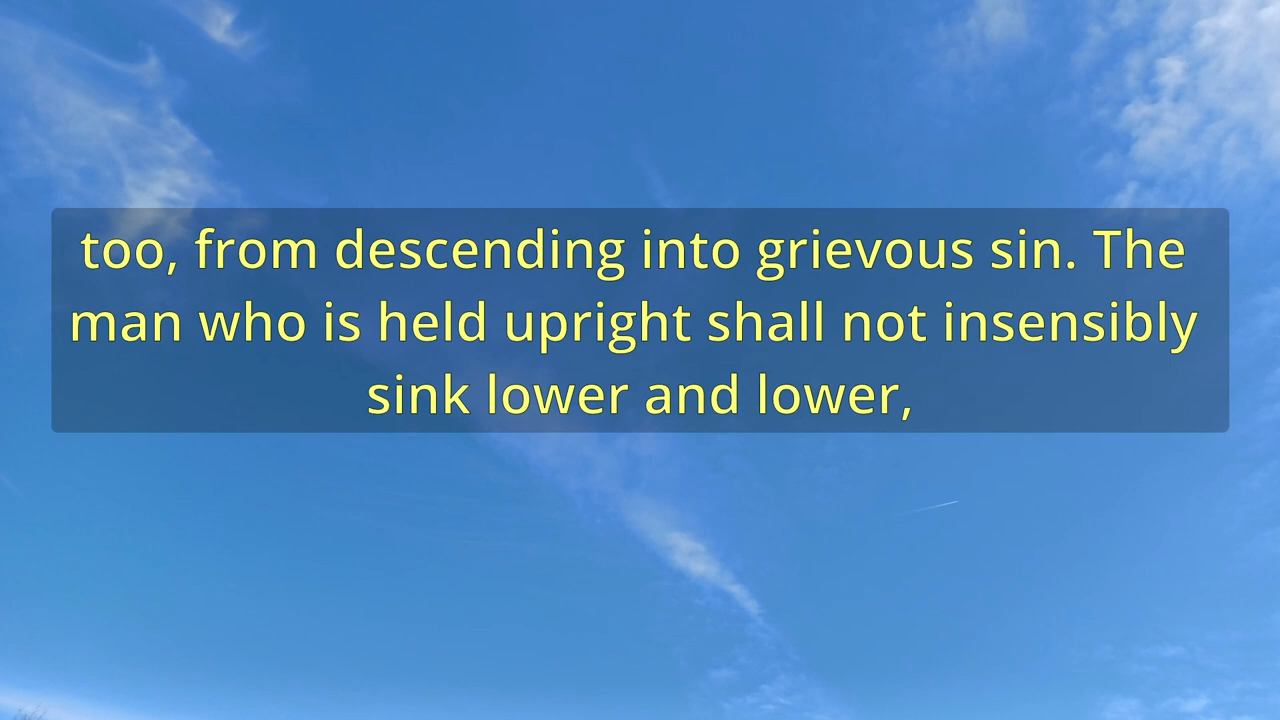 too, from descending into grievous sin. The
man who is held upright shall not insensibly
sink lower and lower,